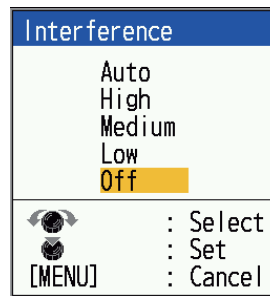 Interference
Auto
High
Medium
Low
Off
: Select
: Set
[MENU] : Cancel